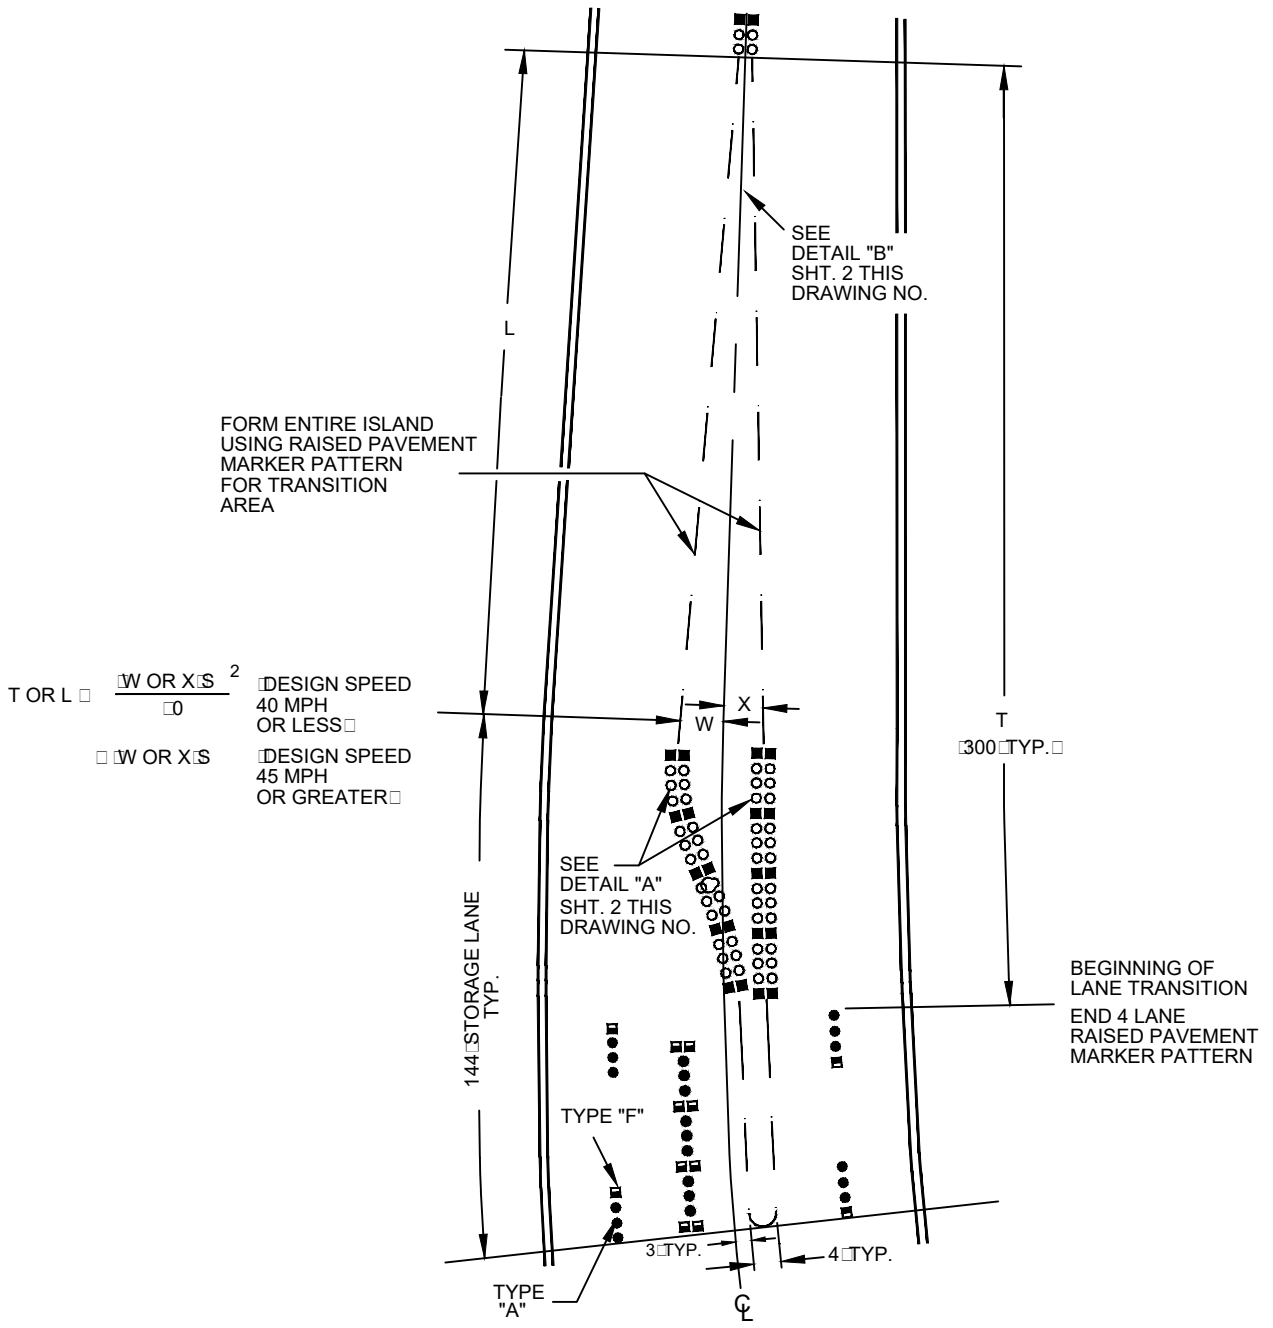 SEE
DETAIL "B"
SHT. 2 THIS
DRAWING NO.
L
FORM ENTIRE ISLAND
USING RAISED PAVEMENT
MARKER PATTERN
FOR TRANSITION
AREA
T OR L □ □W OR X□S 2
□0
□DESIGN SPEED
40 MPH
OR LESS□
□ □W OR X□S
□DESIGN SPEED
45 MPH
OR GREATER□
X
W
T
□300□TYP.□
SEE
DETAIL "A"
SHT. 2 THIS
DRAWING NO.
144□STORAGE LANE
TYP.
BEGINNING OF
LANE TRANSITION
END 4 LANE
RAISED PAVEMENT
MARKER PATTERN
TYPE "F"
3□TYP.
4□TYP.
TYPE
"A"
CL